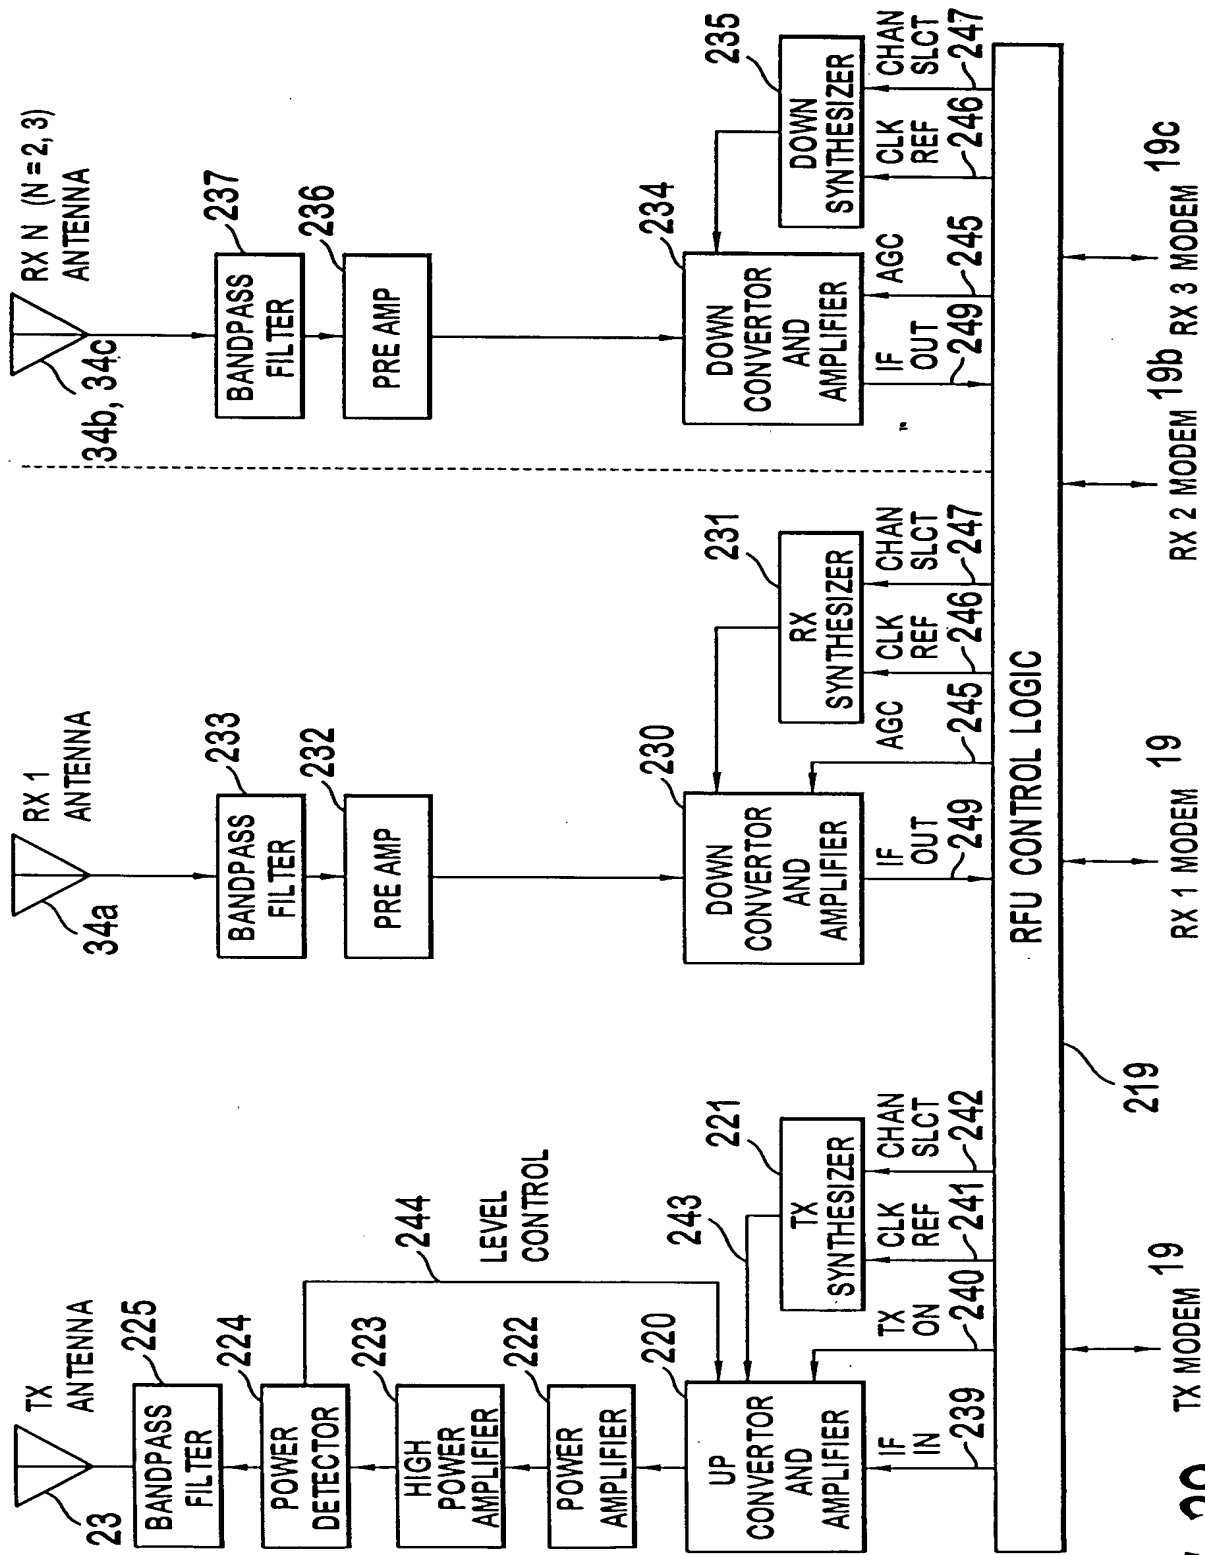 TX
ANTENNA
23
BANDPASS
FILTER
225
POWER
DETECTOR
224
244
LEVEL
CONTROL
HIGH
POWER
AMPLIFIER
223
POWER
AMPLIFIER
222
UP
CONVERTOR
AND
AMPLIFIER
220
243
TX
SYNTHESIZER
221
IF
IN
239
TX
ON
240
CLK
REF
241
CHAN
SLCT
242
RX 1
ANTENNA
34a
BANDPASS
FILTER
233
PRE AMP
232
DOWN
CONVERTOR
AND
AMPLIFIER
230
RX
SYNTHESIZER
231
IF
OUT
249
AGC
245
CLK
REF
246
CHAN
SLCT
247
RX N (N = 2, 3)
ANTENNA
34b, 34c
BANDPASS
FILTER
237
PRE AMP
236
DOWN
CONVERTOR
AND
AMPLIFIER
234
DOWN
SYNTHESIZER
235
IF
OUT
249
AGC
245
CLK
REF
246
CHAN
SLCT
247
RFU CONTROL LOGIC
219
TX MODEM 19
RX 1 MODEM 19
RX 2 MODEM 19b
RX 3 MODEM 19c